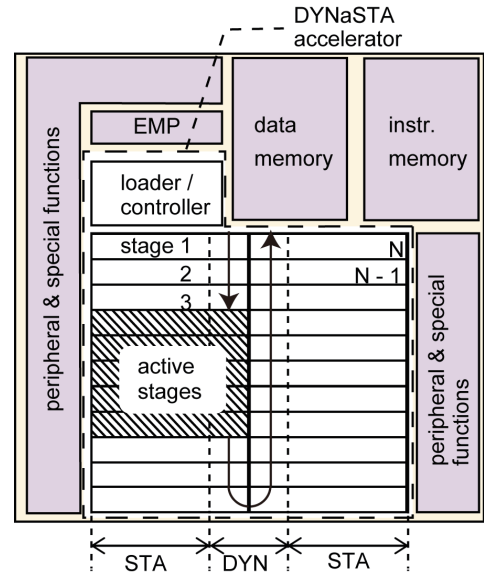 DYNaSTA
accelerator
peripheral & special functions
EMP
data
memory
instr.
memory
loader /
controller
stage 1
N
2
N - 1
3
active
stages
peripheral & special
functions
STA
DYN
STA